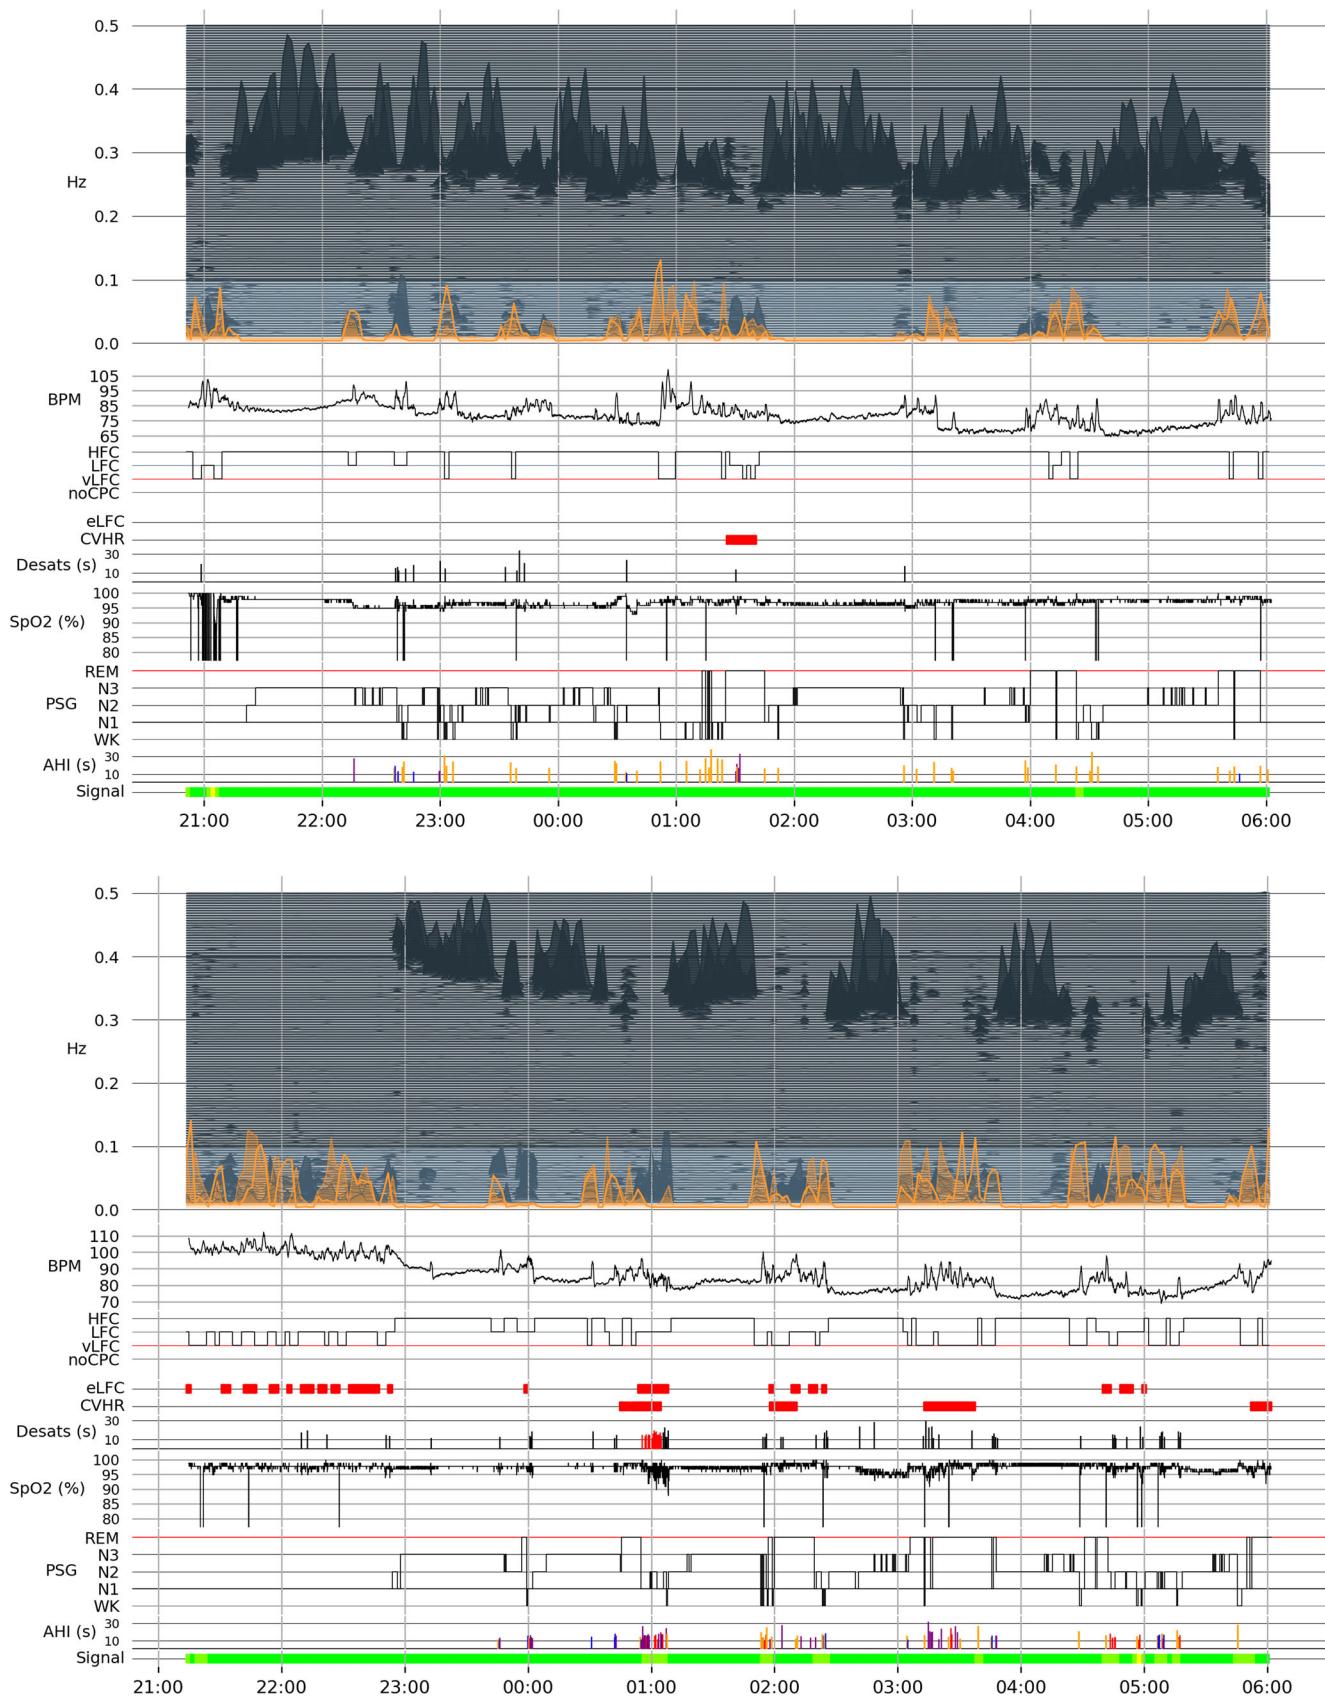 0.5
0.4
0.3
Hz
0.2
0.1
0.0
105
BPM 95
85
75
65
HFC
LFC
vLFC
noCPC
eLFC
CVHR
30
Desats (s)
10
100
95
SpO2 (%) 90
85
80
REM
N3
PSG N2
N1
WK
AHI (s) 30
10
Signal
21:00 22:00 23:00 00:00 01:00 02:00 03:00 04:00 05:00 06:00
0.5
0.4
0.3
Hz
0.2
0.1
0.0
110
100
BPM 90
80
70
HFC
LFC
vLFC
noCPC
eLFC
CVHR
30
Desats (s)
10
100
95
SpO2 (%) 90
85
80
REM
N3
PSG N2
N1
WK
AHI (s) 30
10
Signal
21:00 22:00 23:00 00:00 01:00 02:00 03:00 04:00 05:00 06:00